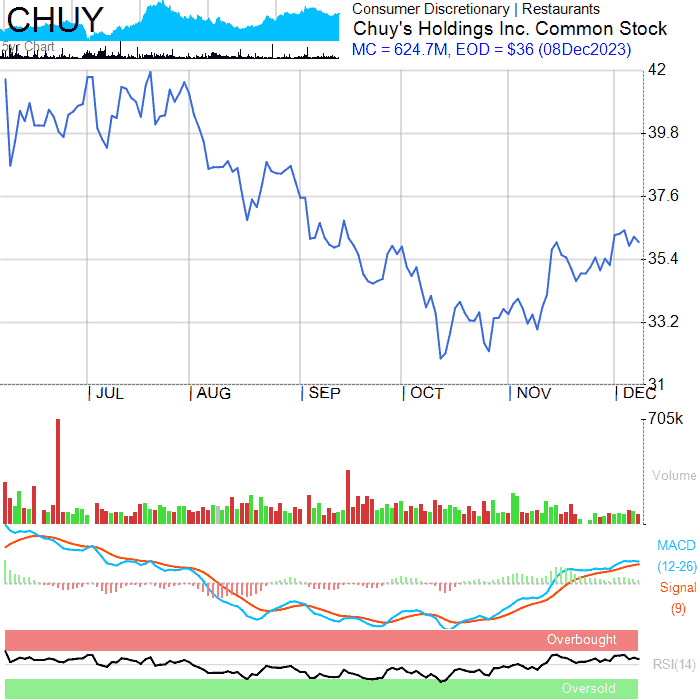 CHUY
5yr Chart
Consumer Discretionary | Restaurants
Chuy's Holdings Inc. Common Stock
MC = 624.7M, EOD = $36 (08Dec2023)
42
39.8
37.6
35.4
33.2
31
JUL
AUG
SEP
OCT
NOV
DEC
705k
Volume
MACD
(12-26)
Signal
(9)
Overbought
RSI(14)
Oversold